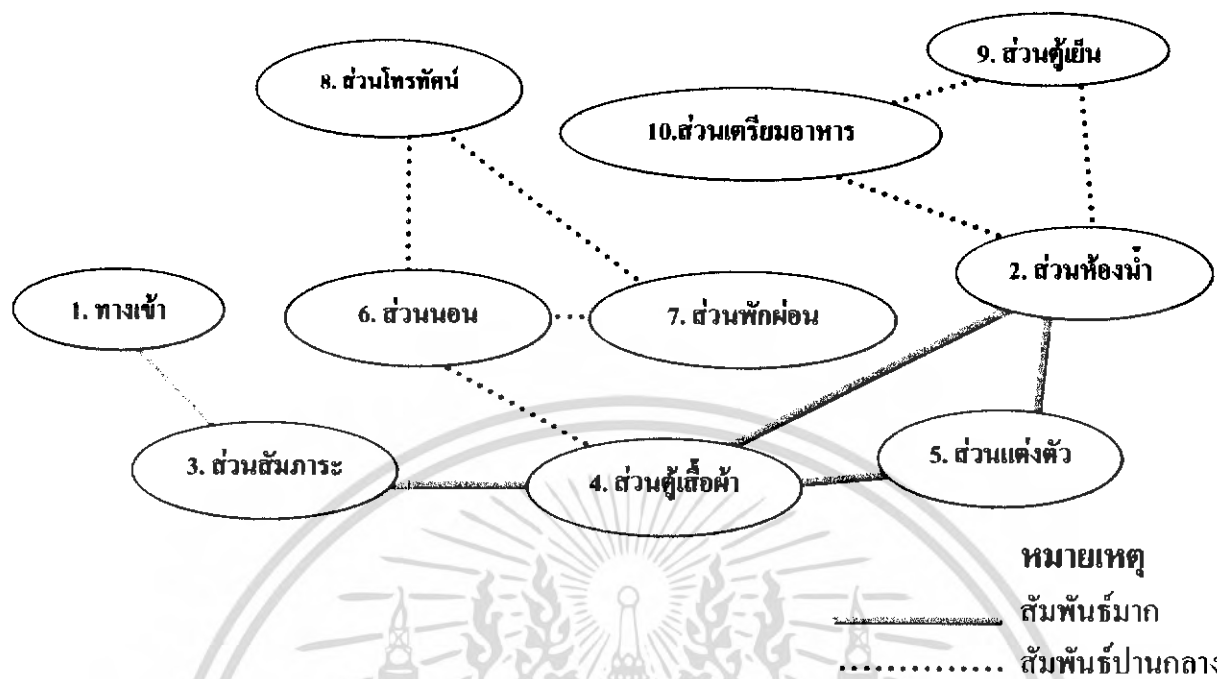 8. ส่วนโทรทัศน์
9. ส่วนตู้เย็น
10.ส่วนเตรียมอาหาร
2. ส่วนห้องน้ำ
1. ทางเข้า
6. ส่วนนอน
7. ส่วนพักผ่อน
3. ส่วนสัมภาระ
4. ส่วนตู้เสื้อผ้า
5. ส่วนแต่งตัว
หมายเหตุ
สัมพันธ์มาก
สัมพันธ์ปานกลาง